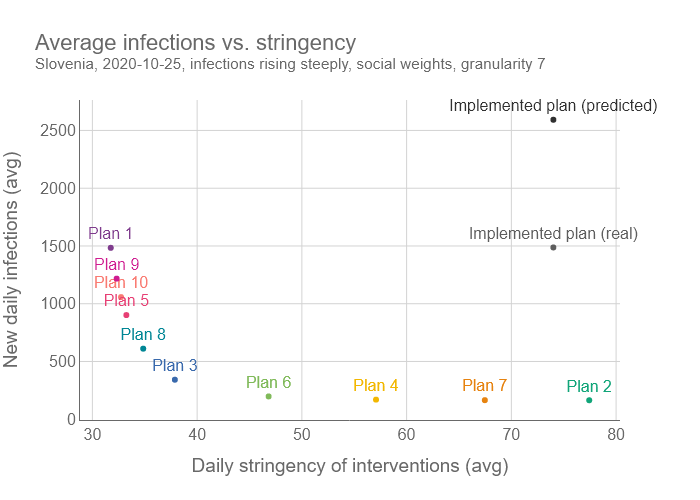 Average infections vs. stringency
Slovenia, 2020-10-25, infections rising steeply, social weights, granularity 7
Implemented plan (predicted)
2500
2000
Plan 1
Implemented plan (real)
1500
Plan 9
Plan 10
Plan 5
1000
Plan 8
500
Plan 3
Plan 6
Plan 4
Plan 7
Plan 2
0
30
40
50
60
70
80
Daily stringency of interventions (avg)
New daily infections (avg)